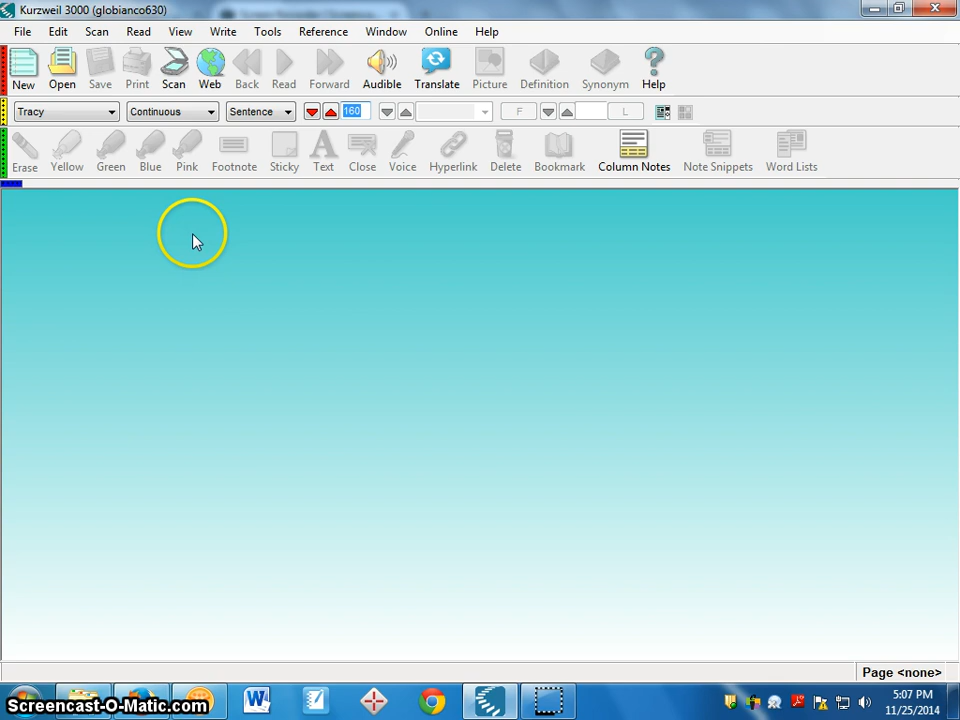 Kurzweil 3000 (globianco630)
File Edit Scan Read View Write Tools Reference Window Online Help
New Open Save Print Scan Web Back Read Forward Audible Translate Picture Definition Synonym Help
Tracy Continuous Sentence 160 F L
Erase Yellow Green Blue Pink Footnote Sticky Text Close Voice Hyperlink Delete Bookmark Column Notes Note Snippets Word Lists
Page <none>
5:07 PM
11/25/2014
Screencast-O-Matic.com